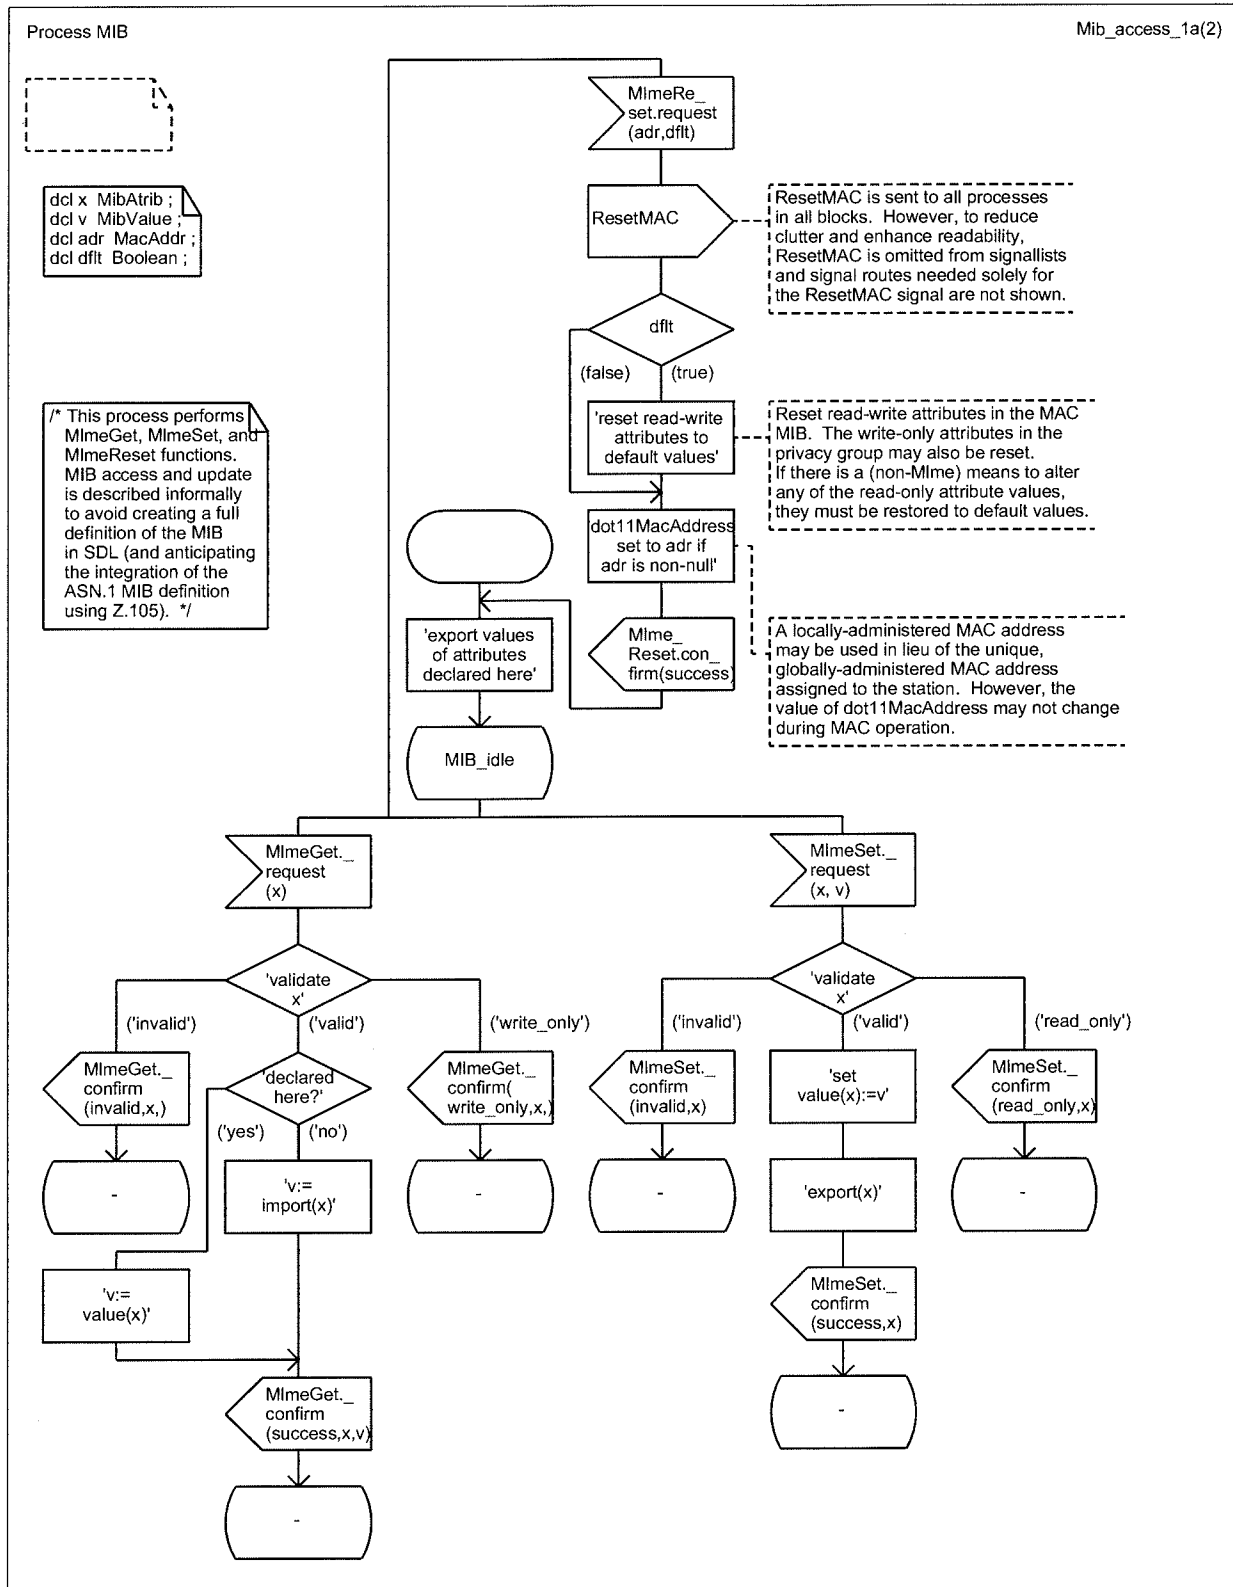 Process MIB
Mib_access_1a(2)
dcl x MibAtrib ;
dcl v MibValue ;
dcl adr MacAddr ;
dcl dflt Boolean ;
/* This process performs
MlmeGet, MlmeSet, and
MlmeReset functions.
MIB access and update
is described informally
to avoid creating a full
definition of the MIB
in SDL (and anticipating
the integration of the
ASN.1 MIB definition
using Z.105). */
MlmeRe_
set.request
(adr,dflt)
ResetMAC
ResetMAC is sent to all processes
in all blocks. However, to reduce
clutter and enhance readability,
ResetMAC is omitted from signallists
and signal routes needed solely for
the ResetMAC signal are not shown.
dflt
(false)
(true)
'reset read-write
attributes to
default values'
Reset read-write attributes in the MAC
MIB. The write-only attributes in the
privacy group may also be reset.
If there is a (non-Mlme) means to alter
any of the read-only attribute values,
they must be restored to default values.
'dot11MacAddress
set to adr if
adr is non-null'
A locally-administered MAC address
may be used in lieu of the unique,
globally-administered MAC address
assigned to the station. However, the
value of dot11MacAddress may not change
during MAC operation.
Mlme_
Reset.con_
firm(success)
'export values
of attributes
declared here'
MIB_idle
MlmeGet._
request
(x)
'validate
x'
('invalid')
('valid')
('write_only')
MlmeGet._
confirm
(invalid,x,)
'declared
here?'
MlmeGet._
confirm(
write_only,x,)
('yes')
('no')
-
'v:=
import(x)'
-
'v:=
value(x)'
MlmeGet._
confirm
(success,x,v)
-
MlmeSet._
request
(x, v)
'validate
x'
('invalid')
('valid')
('read_only')
MlmeSet._
confirm
(invalid,x)
'set
value(x):=v'
MlmeSet._
confirm
(read_only,x)
-
'export(x)'
-
MlmeSet._
confirm
(success,x)
-